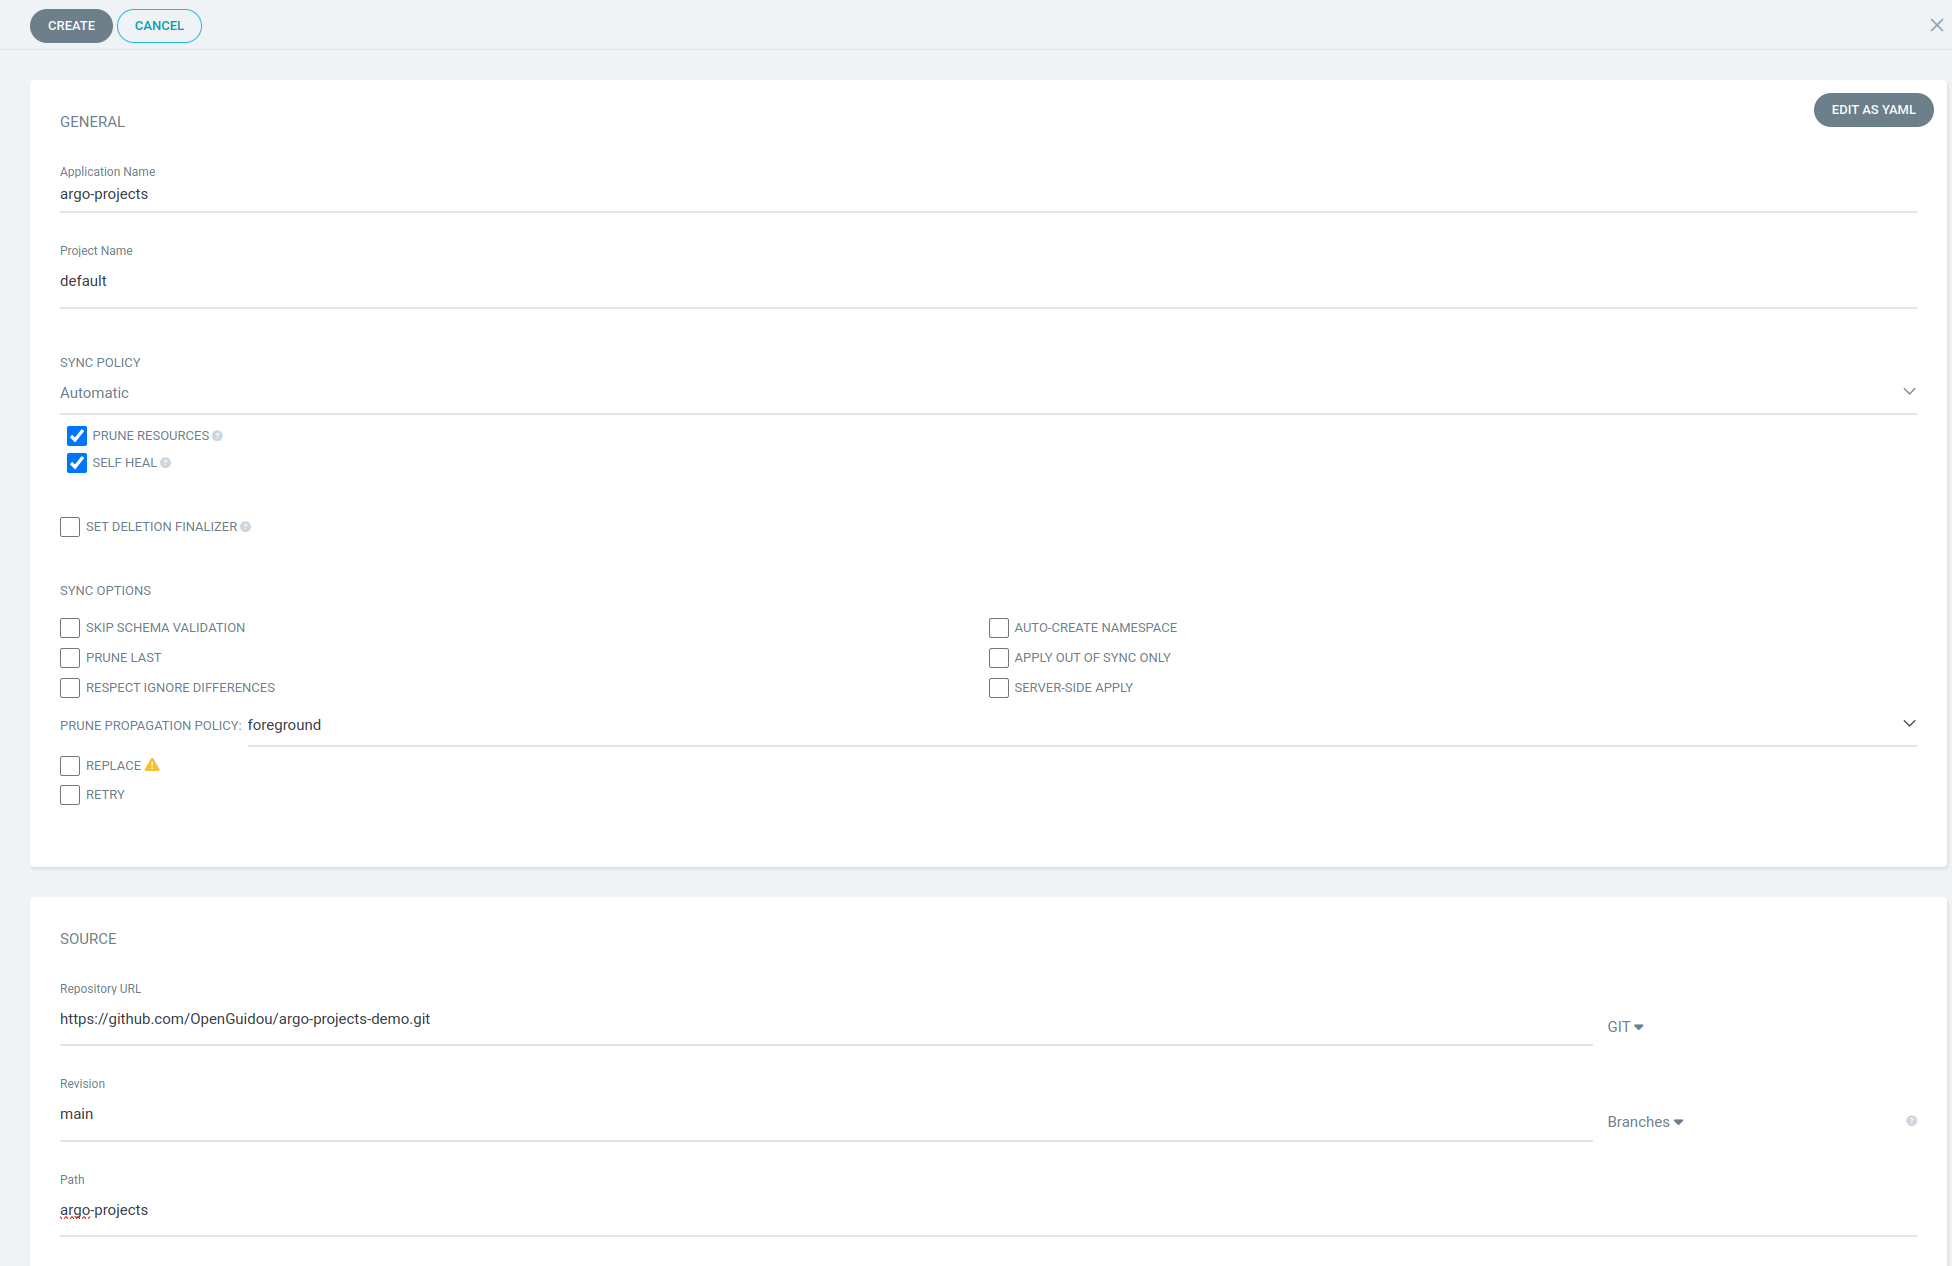 CREATE CANCEL
GENERAL
EDIT AS YAML
Application Name
argo-projects
Project Name
default
SYNC POLICY
Automatic
PRUNE RESOURCES
SELF HEAL
SET DELETION FINALIZER
SYNC OPTIONS
SKIP SCHEMA VALIDATION
AUTO-CREATE NAMESPACE
PRUNE LAST
APPLY OUT OF SYNC ONLY
RESPECT IGNORE DIFFERENCES
SERVER-SIDE APPLY
PRUNE PROPAGATION POLICY: foreground
REPLACE
RETRY
SOURCE
Repository URL
https://github.com/OpenGuidou/argo-projects-demo.git
GIT
Revision
main
Branches
Path
argo-projects